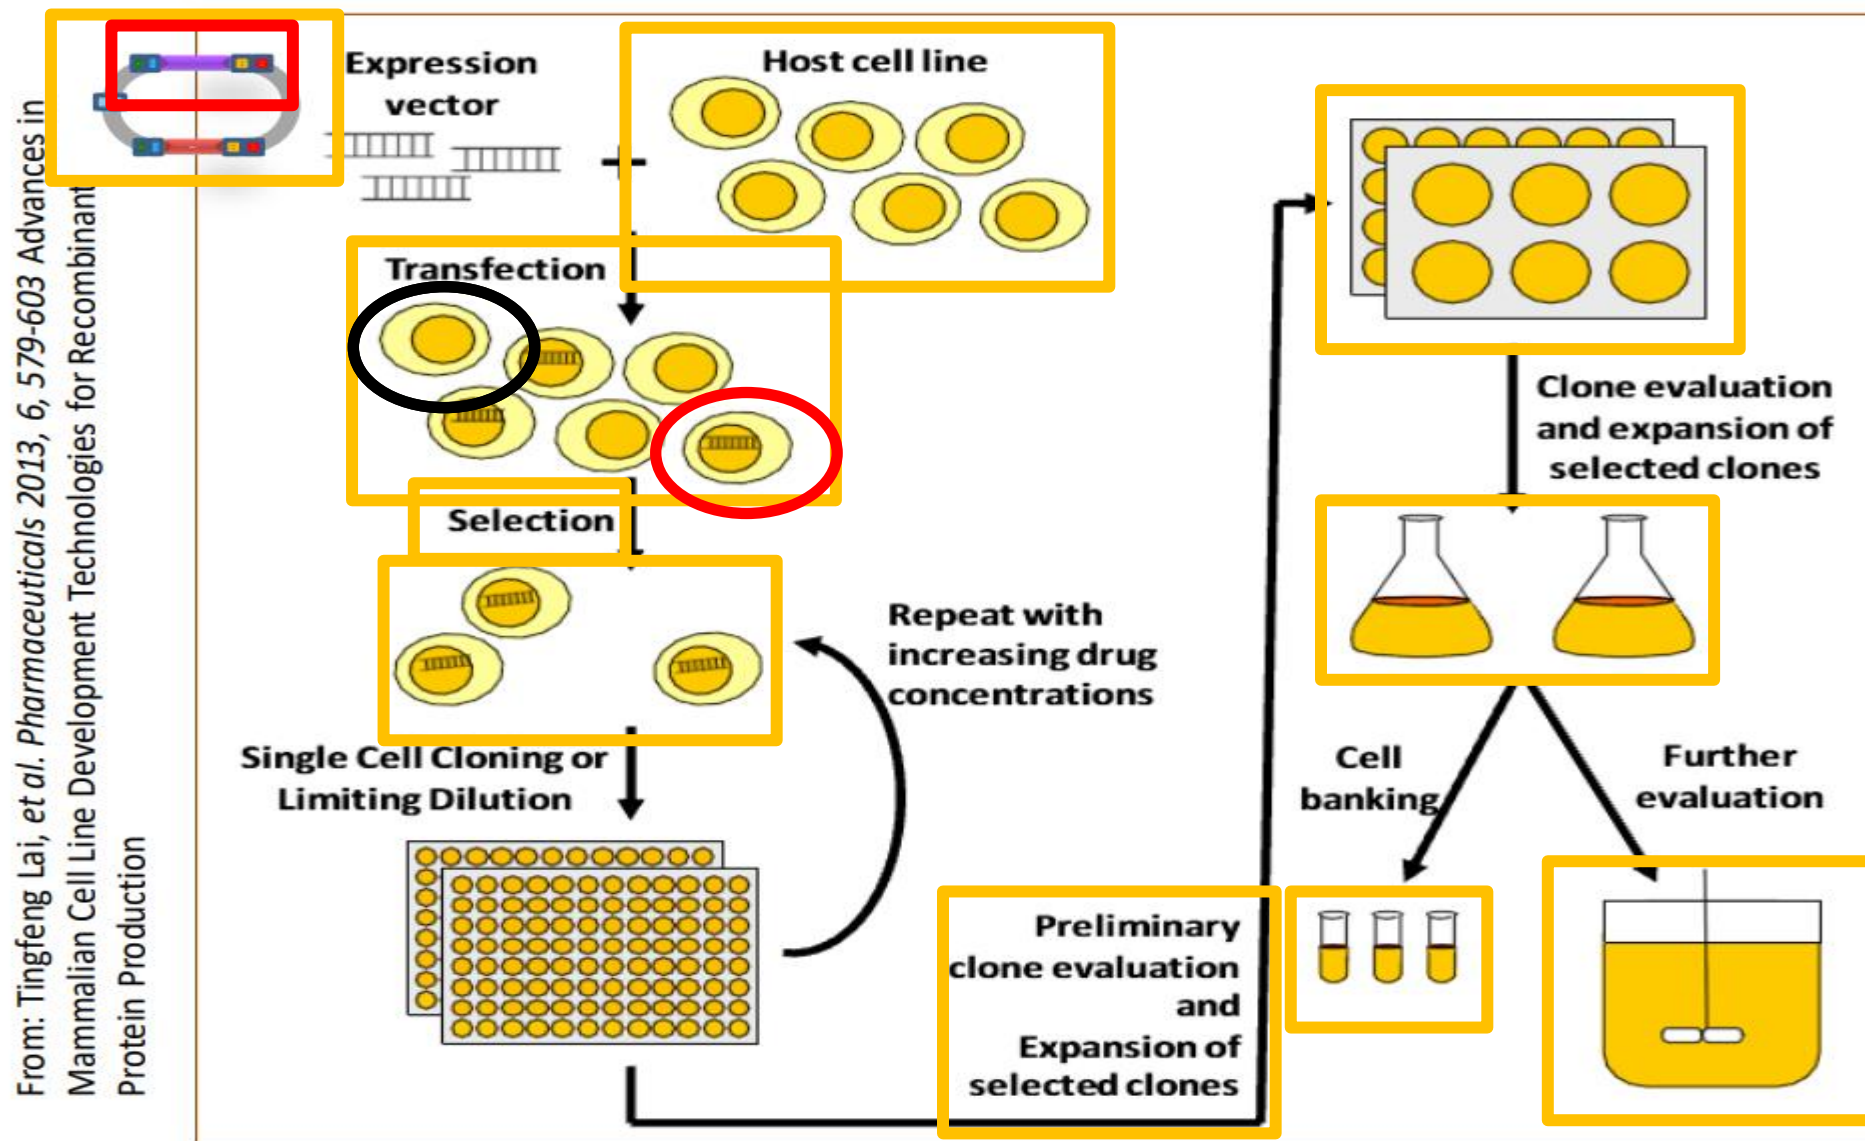 From: Tingfeng Lai, et al. Pharmaceuticals 2013, 6, 579-603 Advances in
Mammalian Cell Line Development Technologies for Recombinant
Protein Production
Expression
vector
Host cell line
Transfection
Selection
Repeat with
increasing drug
concentrations
Single Cell Cloning or
Limiting Dilution
Preliminary
clone evaluation
and
Expansion of
selected clones
Clone evaluation
and expansion of
selected clones
Cell
banking
Further
evaluation